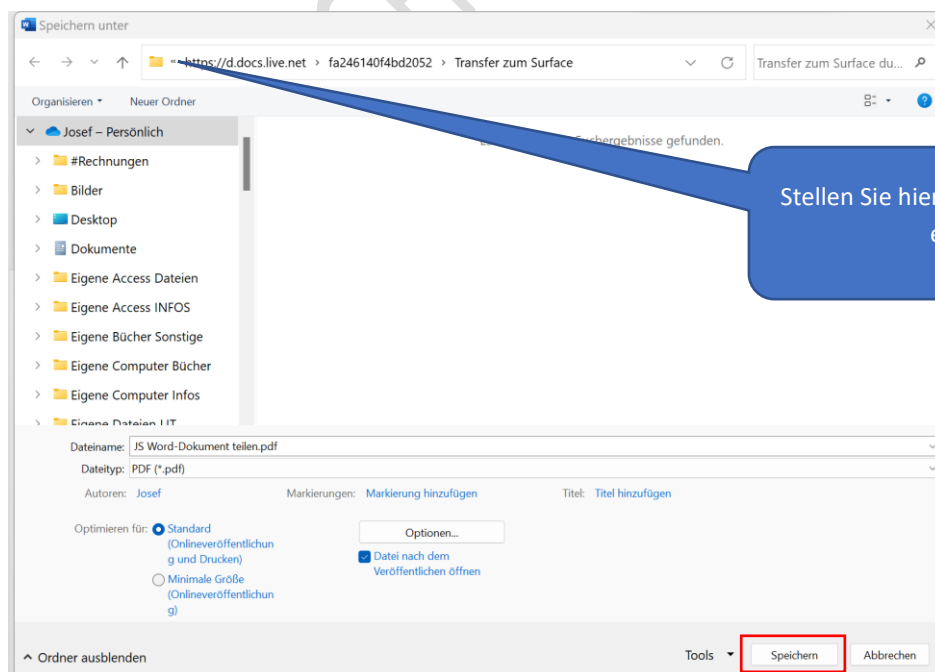 Speichern unter
https://d.docs.live.net › fa246140f4bd2052 › Transfer zum Surface
Transfer zum Surface du...
Organisieren
Neuer Ordner
Josef – Persönlich
gefunden.
#Rechnungen
Bilder
Stellen Sie hier
Desktop
Dokumente
Eigene Access Dateien
Eigene Access INFOS
Eigene Bücher Sonstige
Eigene Computer Bücher
Eigene Computer Infos
Eigene Dateien
Dateiname: JS Word-Dokument teilen.pdf
Dateityp: PDF (*.pdf)
Autoren: Josef Markierungen: Markierung hinzufügen Titel: Titel hinzufügen
Optimieren für: Standard
(Onlineveröffentlichun
g und Drucken)
Minimale Größe
(Onlineveröffentlichun
g)
Optionen...
Datei nach dem
Veröffentlichen öffnen
Ordner ausblenden
Tools
Speichern
Abbrechen